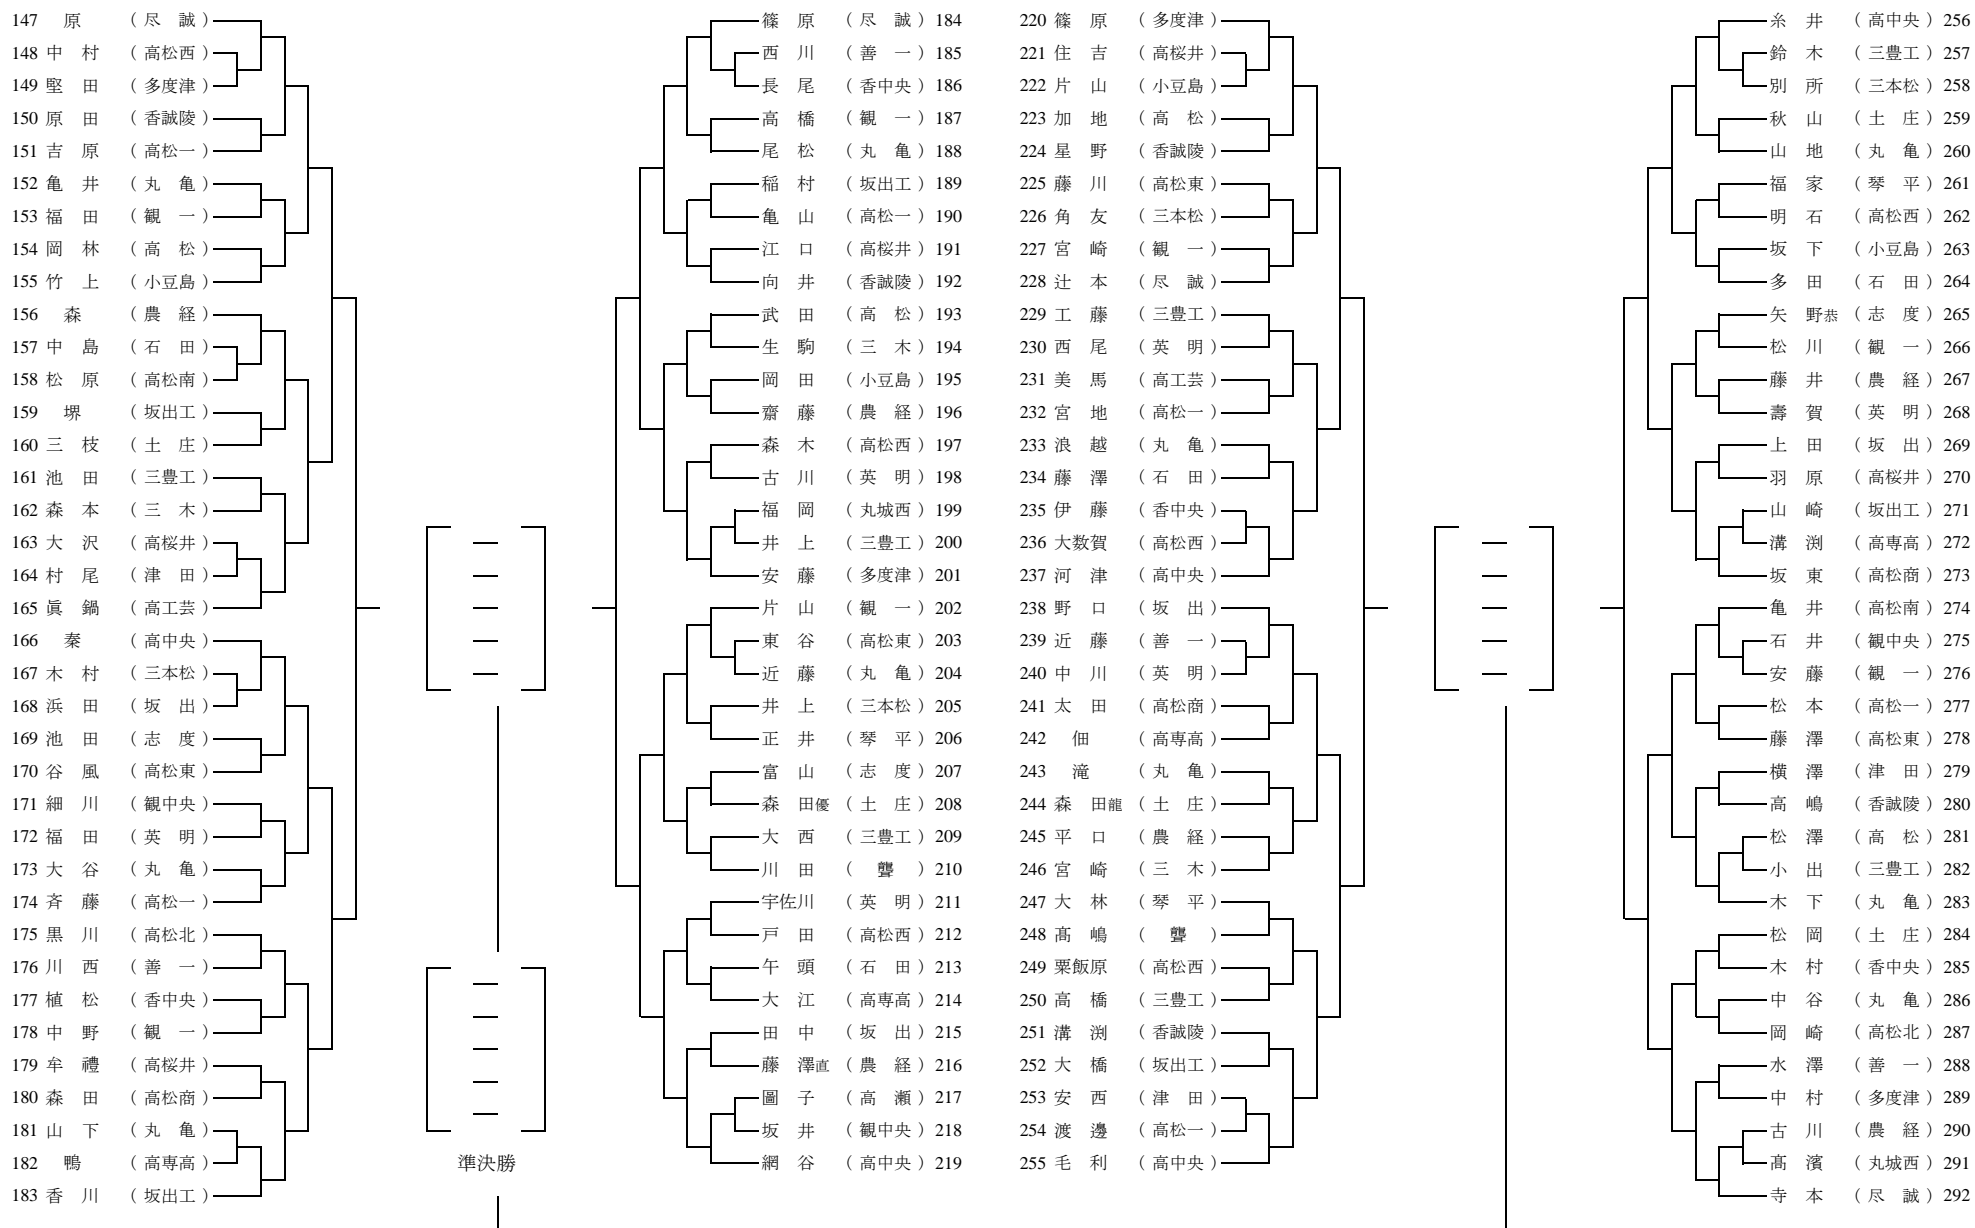 147 原 （尽 誠）
148 中 村 （高松西）
149 堅 田 （多度津）
150 原 田 （香誠陵）
151 吉 原 （高松一）
152 亀 井 （丸 亀）
153 福 田 （観 一）
154 岡 林 （高 松）
155 竹 上 （小豆島）
156 森 （農 経）
157 中 島 （石 田）
158 松 原 （高松南）
159 堺 （坂出工）
160 三 枝 （土 庄）
161 池 田 （三豊工）
162 森 本 （三 木）
163 大 沢 （高桜井）
164 村 尾 （津 田）
165 眞 鍋 （高工芸）
166 秦 （高中央）
167 木 村 （三本松）
168 浜 田 （坂 出）
169 池 田 （志 度）
170 谷 風 （高松東）
171 細 川 （観中央）
172 福 田 （英 明）
173 大 谷 （丸 亀）
174 斉 藤 （高松一）
175 黒 川 （高松北）
176 川 西 （善 一）
177 植 松 （香中央）
178 中 野 （観 一）
179 牟 禮 （高桜井）
180 森 田 （高松商）
181 山 下 （丸 亀）
182 鴨 （高専高）
183 香 川 （坂出工）
準決勝
篠 原 （尽 誠） 184
西 川 （善 一） 185
長 尾 （香中央） 186
高 橋 （観 一） 187
尾 松 （丸 亀） 188
稲 村 （坂出工） 189
亀 山 （高松一） 190
江 口 （高桜井） 191
向 井 （香誠陵） 192
武 田 （高 松） 193
生 駒 （三 木） 194
岡 田 （小豆島） 195
齋 藤 （農 経） 196
森 木 （高松西） 197
古 川 （英 明） 198
福 岡 （丸城西） 199
井 上 （三豊工） 200
安 藤 （多度津） 201
片 山 （観 一） 202
東 谷 （高松東） 203
近 藤 （丸 亀） 204
井 上 （三本松） 205
正 井 （琴 平） 206
富 山 （志 度） 207
森 田優 （土 庄） 208
大 西 （三豊工） 209
川 田 （ 聾 ） 210
宇佐川 （英 明） 211
戸 田 （高松西） 212
午 頭 （石 田） 213
大 江 （高専高） 214
田 中 （坂 出） 215
藤 澤直 （農 経） 216
圖 子 （高 瀬） 217
坂 井 （観中央） 218
網 谷 （高中央） 219
220 篠 原 （多度津）
221 住 吉 （高桜井）
222 片 山 （小豆島）
223 加 地 （高 松）
224 星 野 （香誠陵）
225 藤 川 （高松東）
226 角 友 （三本松）
227 宮 崎 （観 一）
228 辻 本 （尽 誠）
229 工 藤 （三豊工）
230 西 尾 （英 明）
231 美 馬 （高工芸）
232 宮 地 （高松一）
233 浪 越 （丸 亀）
234 藤 澤 （石 田）
235 伊 藤 （香中央）
236 大数賀 （高松西）
237 河 津 （高中央）
238 野 口 （坂 出）
239 近 藤 （善 一）
240 中 川 （英 明）
241 太 田 （高松商）
242 佃 （高専高）
243 滝 （丸 亀）
244 森 田龍 （土 庄）
245 平 口 （農 経）
246 宮 崎 （三 木）
247 大 林 （琴 平）
248 髙 嶋 （ 聾 ）
249 粟飯原 （高松西）
250 高 橋 （三豊工）
251 溝 渕 （香誠陵）
252 大 橋 （坂出工）
253 安 西 （津 田）
254 渡 邊 （高松一）
255 毛 利 （高中央）
糸 井 （高中央） 256
鈴 木 （三豊工） 257
別 所 （三本松） 258
秋 山 （土 庄） 259
山 地 （丸 亀） 260
福 家 （琴 平） 261
明 石 （高松西） 262
坂 下 （小豆島） 263
多 田 （石 田） 264
矢 野恭 （志 度） 265
松 川 （観 一） 266
藤 井 （農 経） 267
壽 賀 （英 明） 268
上 田 （坂 出） 269
羽 原 （高桜井） 270
山 崎 （坂出工） 271
溝 渕 （高専高） 272
坂 東 （高松商） 273
亀 井 （高松南） 274
石 井 （観中央） 275
安 藤 （観 一） 276
松 本 （高松一） 277
藤 澤 （高松東） 278
横 澤 （津 田） 279
高 嶋 （香誠陵） 280
松 澤 （高 松） 281
小 出 （三豊工） 282
木 下 （丸 亀） 283
松 岡 （土 庄） 284
木 村 （香中央） 285
中 谷 （丸 亀） 286
岡 崎 （高松北） 287
水 澤 （善 一） 288
中 村 （多度津） 289
古 川 （農 経） 290
髙 濱 （丸城西） 291
寺 本 （尽 誠） 292